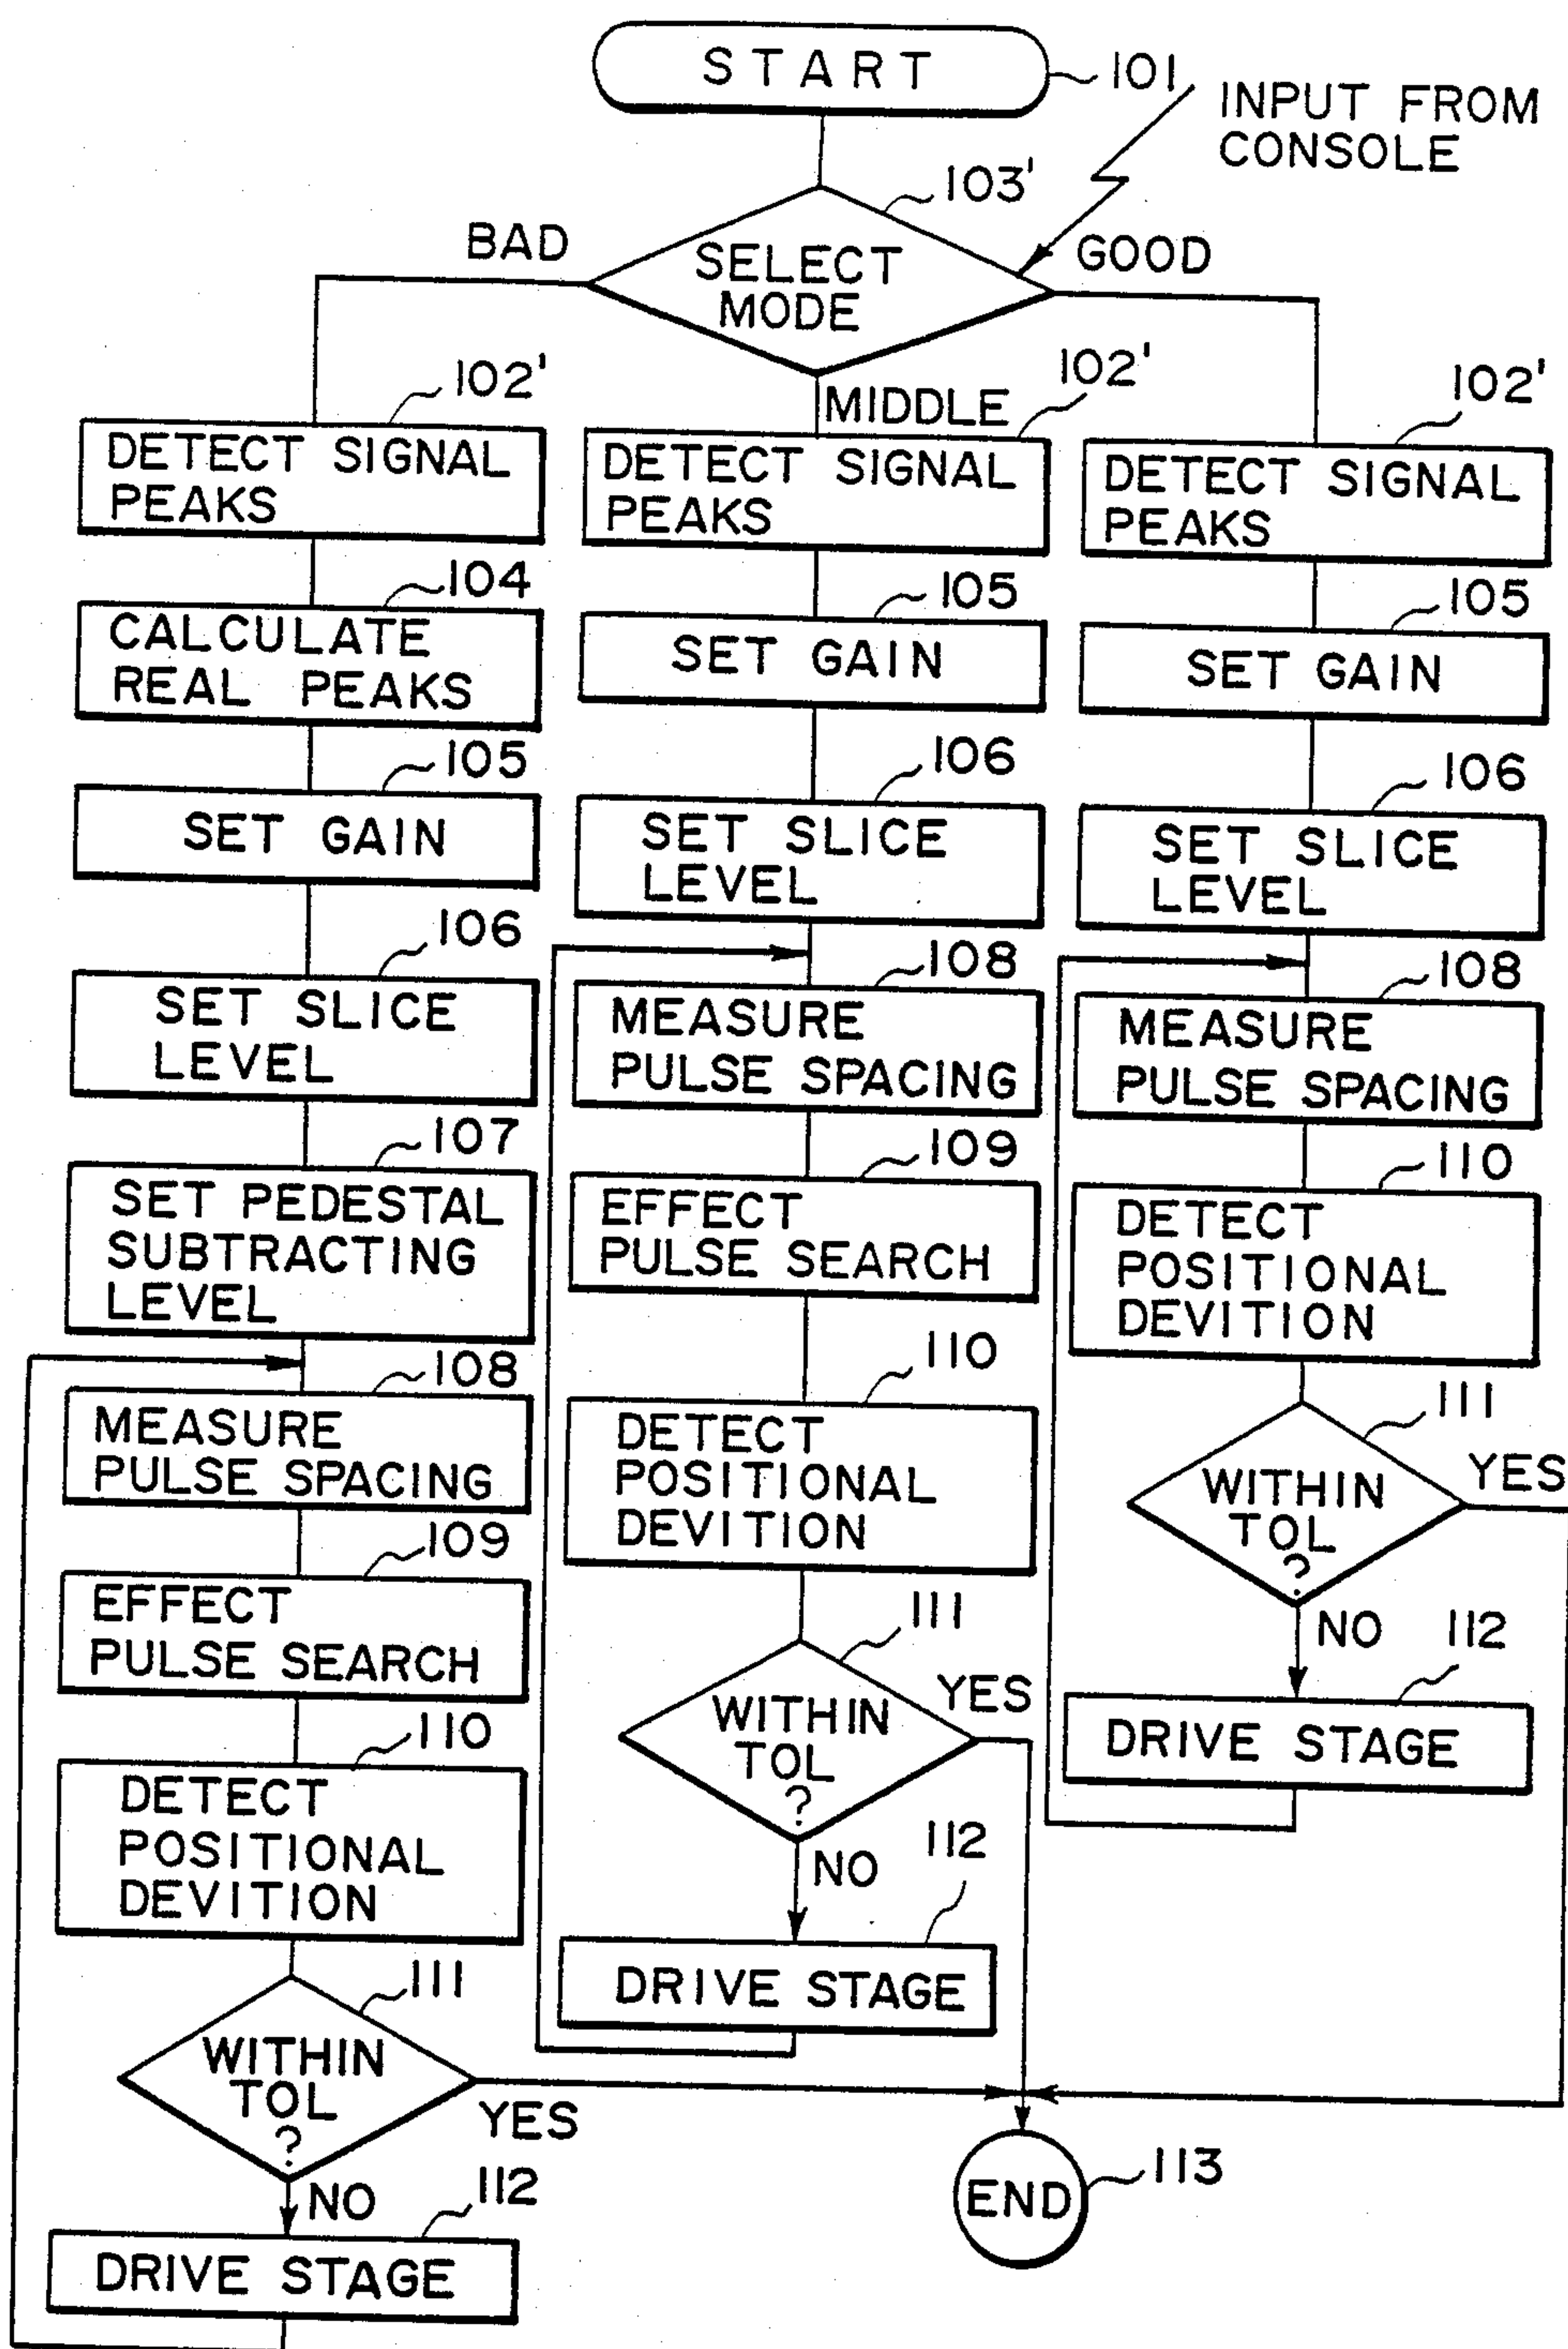 START
101
INPUT FROM
CONSOLE
103'
SELECT
MODE
BAD
MIDDLE
GOOD
102'
DETECT SIGNAL
PEAKS
104
CALCULATE
REAL PEAKS
105
SET GAIN
106
SET SLICE
LEVEL
107
SET PEDESTAL
SUBTRACTING
LEVEL
108
MEASURE
PULSE SPACING
109
EFFECT
PULSE SEARCH
110
DETECT
POSITIONAL
DEVITION
111
WITHIN
TOL
?
YES
NO
112
DRIVE STAGE
102'
DETECT SIGNAL
PEAKS
105
SET GAIN
106
SET SLICE
LEVEL
108
MEASURE
PULSE SPACING
109
EFFECT
PULSE SEARCH
110
DETECT
POSITIONAL
DEVITION
111
WITHIN
TOL
?
YES
NO
112
DRIVE STAGE
102'
DETECT SIGNAL
PEAKS
105
SET GAIN
106
SET SLICE
LEVEL
108
MEASURE
PULSE SPACING
110
DETECT
POSITIONAL
DEVITION
111
WITHIN
TOL
?
YES
NO
112
DRIVE STAGE
END
113